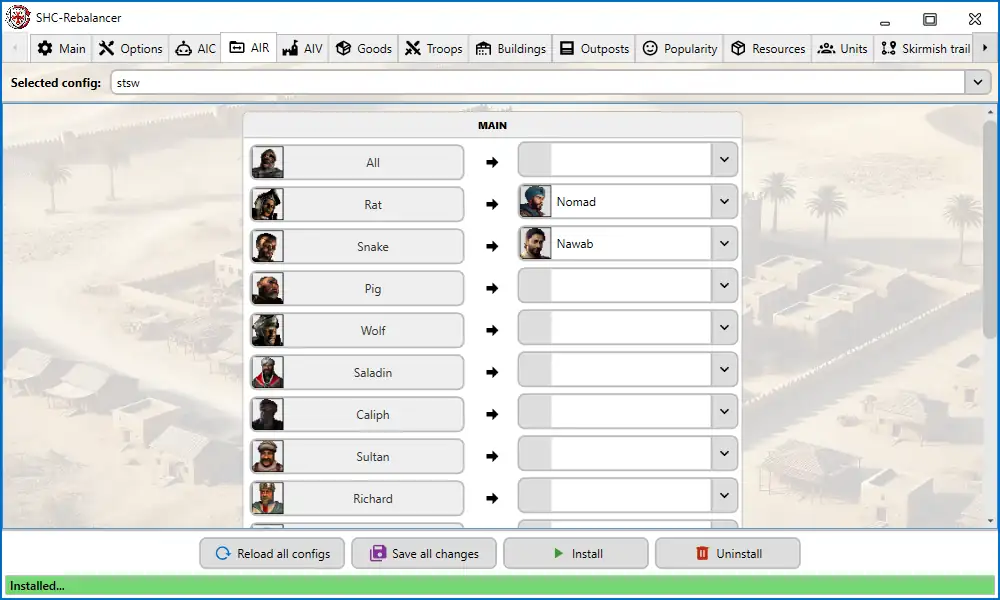 SHC-Rebalancer
Main Options AIC AIR AIV Goods Troops Buildings Outposts Popularity Resources Units Skirmish trail
Selected config: stsw
MAIN
All
Rat Nomad
Snake Nawab
Pig
Wolf
Saladin
Caliph
Sultan
Richard
Reload all configs Save all changes Install Uninstall
Installed...